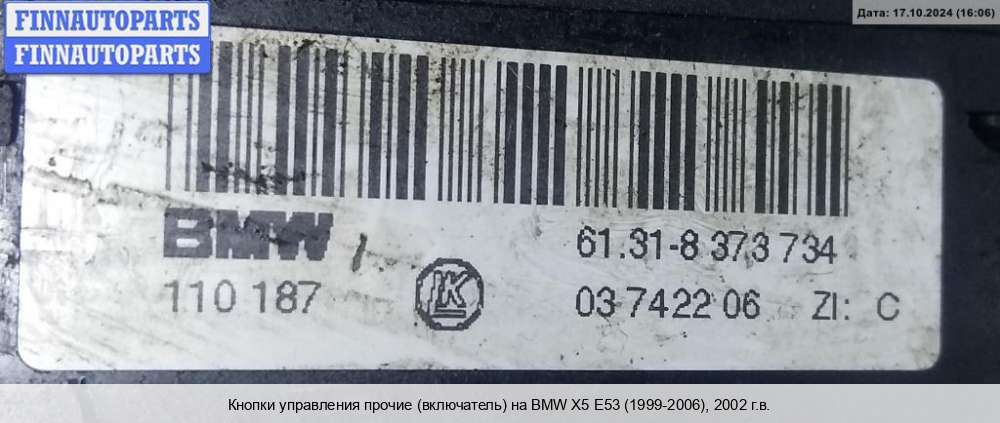 FINNAUTOPARTS
FINNAUTOPARTS
Дата: 17.10.2024 (16:06)
BMW
61.31-8 373 734
110 187
LK
03 7422 06 ZI: C
Кнопки управления прочие (включатель) на BMW X5 E53 (1999-2006), 2002 г.в.